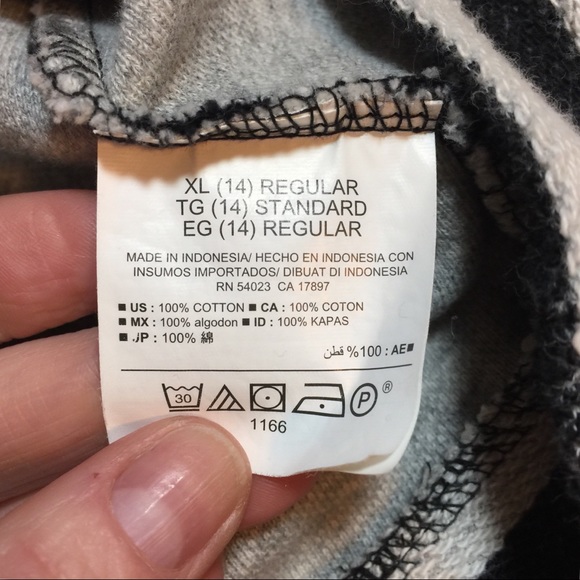 XL (14) REGULAR
TG (14) STANDARD
EG (14) REGULAR
MADE IN INDONESIA/ HECHO EN INDONESIA CON
INSUMOS IMPORTADOS/ DIBUAT DI INDONESIA
RN 54023 CA 17897
■ US : 100% COTTON ■ CA : 100% COTON
■ MX : 100% algodon ■ ID : 100% KAPAS
■ JP : 100% 綿
■ AE : 100% قطن
30 P ®
1166